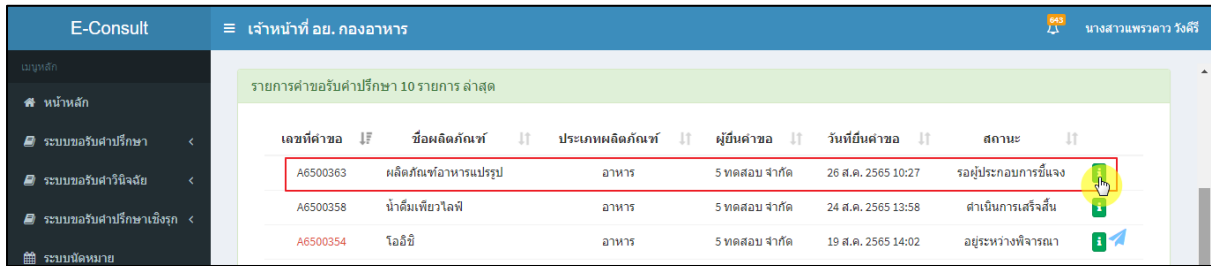 E-Consult
เจ้าหน้าที่ อย. กองอาหาร
643
นางสาวแพรวดาว วังคีรี
เมนูหลัก
หน้าหลัก
ระบบขอรับคำปรึกษา
ระบบขอรับคำวินิจฉัย
ระบบขอรับคำปรึกษาเชิงรุก
ระบบนัดหมาย
รายการคำขอรับคำปรึกษา 10 รายการ ล่าสุด
เลขที่คำขอ ชื่อผลิตภัณฑ์ ประเภทผลิตภัณฑ์ ผู้ยื่นคำขอ วันที่ยื่นคำขอ สถานะ
A6500363 ผลิตภัณฑ์อาหารแปรรูป อาหาร 5 ทดสอบ จำกัด 26 ส.ค. 2565 10:27 รอผู้ประกอบการชี้แจง
A6500358 น้ำดื่มเพียวไลฟ์ อาหาร 5 ทดสอบ จำกัด 24 ส.ค. 2565 13:58 ดำเนินการเสร็จสิ้น
A6500354 โออิชิ อาหาร 5 ทดสอบ จำกัด 19 ส.ค. 2565 14:02 อยู่ระหว่างพิจารณา